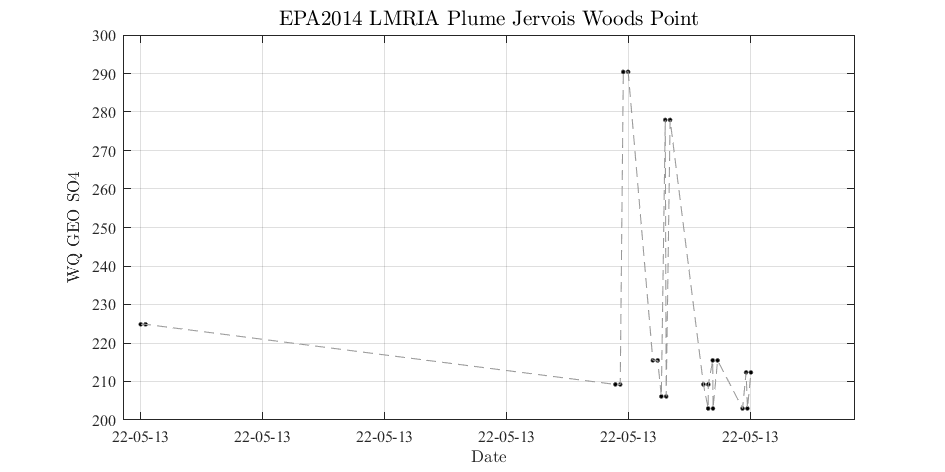 EPA2014 LMRIA Plume Jervois Woods Point
300
290
280
270
260
250
240
230
220
210
200
WQ GEO SO4
22-05-13 22-05-13 22-05-13 22-05-13 22-05-13 22-05-13
Date